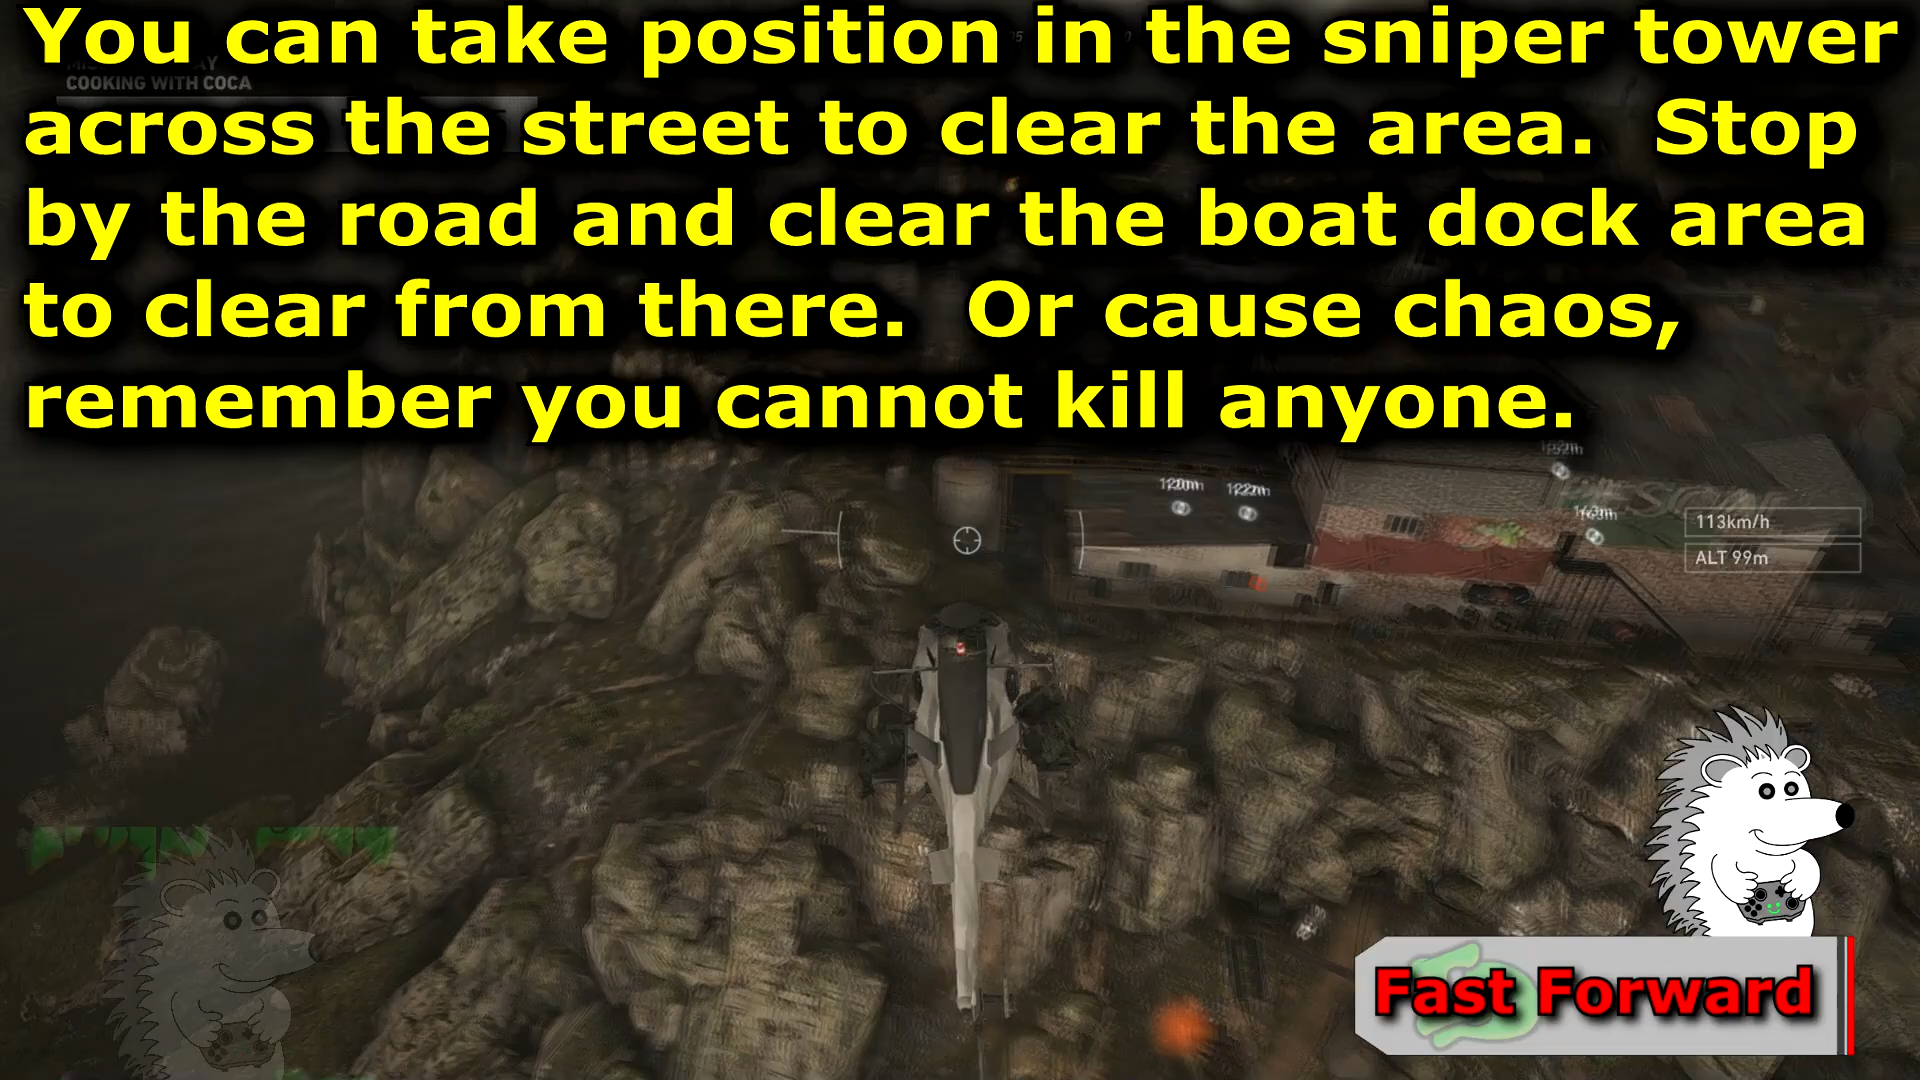 You can take position in the sniper tower
across the street to clear the area.  Stop
by the road and clear the boat dock area
to clear from there.  Or cause chaos,
remember you cannot kill anyone.
COOKING WITH COCA
152m
120m 122m
143m
113km/h
ALT 99m
Fast Forward